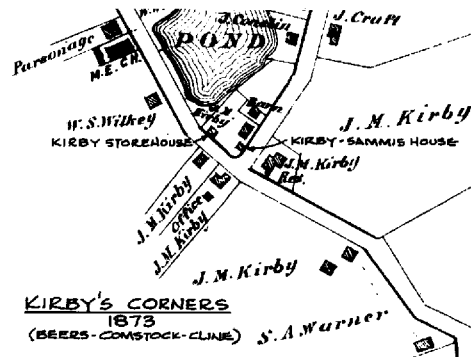 J. Conklin
J. Craft
POND
Parsonage
M.E.CH.
Barn
Kirby
W. S. Wilkey
J. M. Kirby
KIRBY STOREHOUSE
KIRBY-SAMMIS HOUSE
J. M. Kirby
Res.
J. M. Kirby
office
J. M. Kirby
J. M. Kirby
KIRBY'S CORNERS
1873
(BEERS-COMSTOCK-CLINE)
S. A Warner